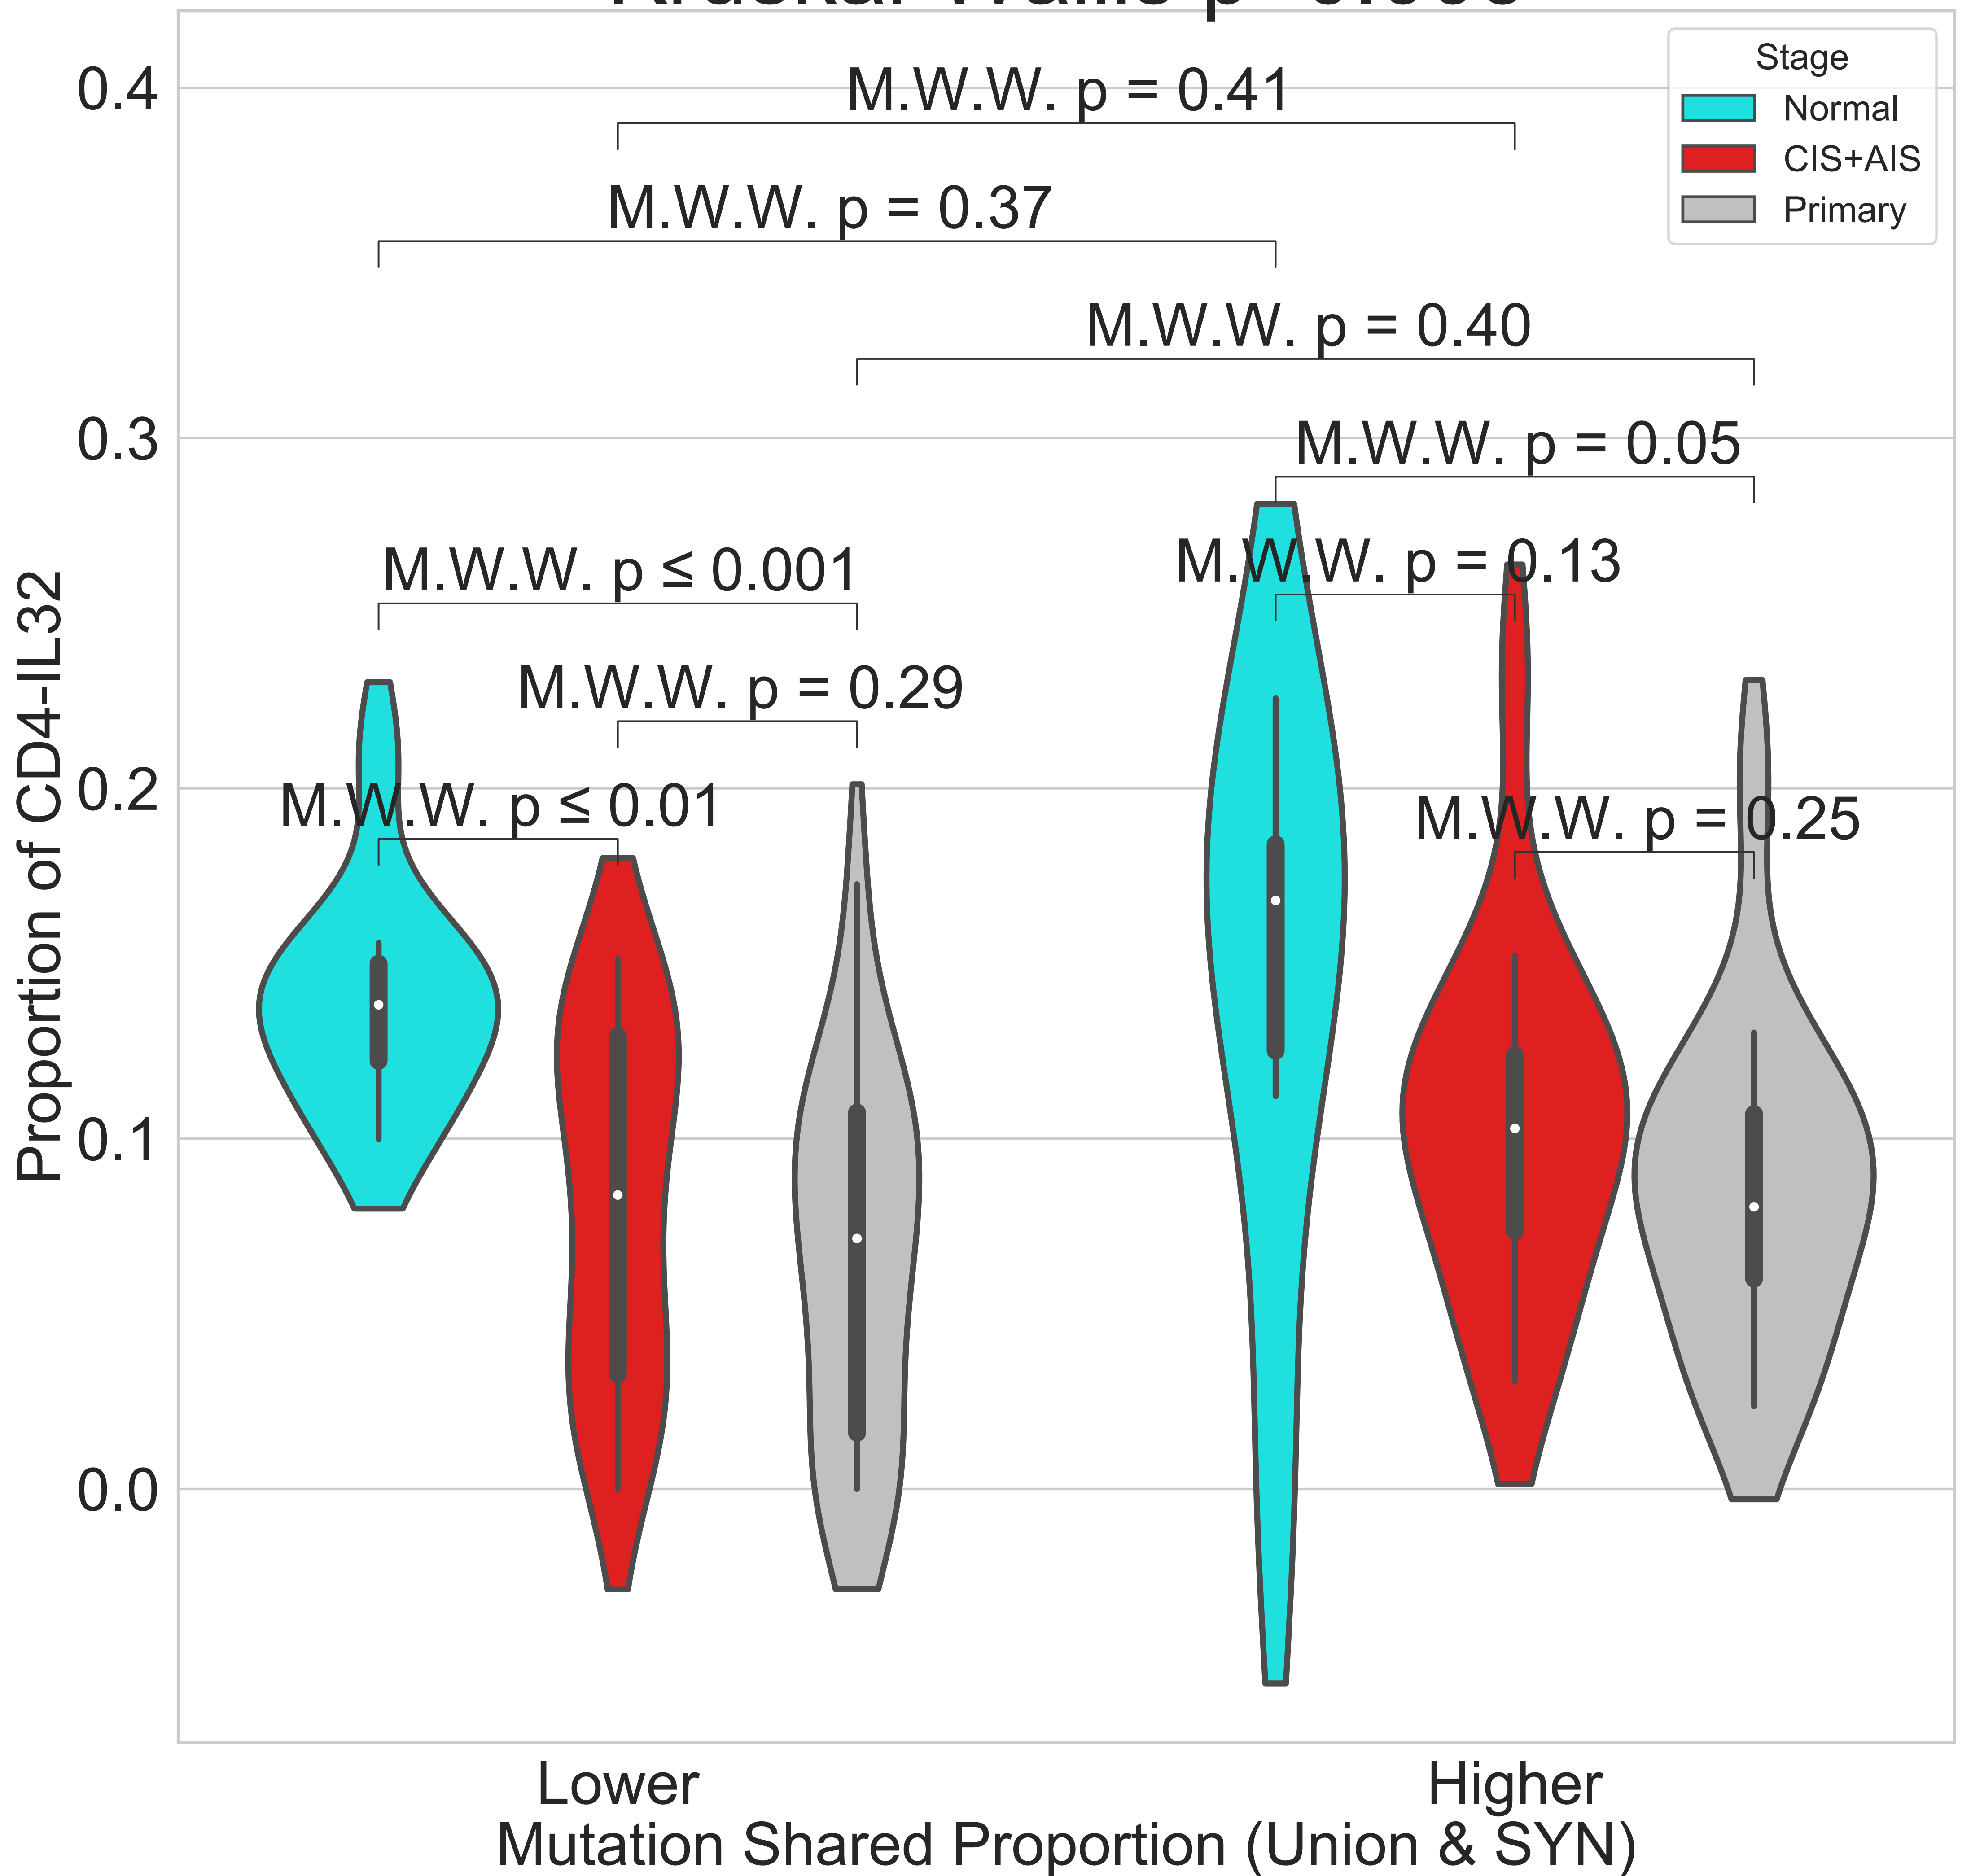 Stage
Normal
CIS+AIS
Primary
0.4
0.3
0.2
0.1
0.0
Proportion of CD4-IL32
M.W.W. p = 0.41
M.W.W. p = 0.37
M.W.W. p = 0.40
M.W.W. p = 0.05
M.W.W. p = 0.13
M.W.W. p ≤ 0.001
M.W.W. p = 0.29
M.W.W. p ≤ 0.01
M.W.W. p = 0.25
Lower
Higher
Mutation Shared Proportion (Union & SYN)